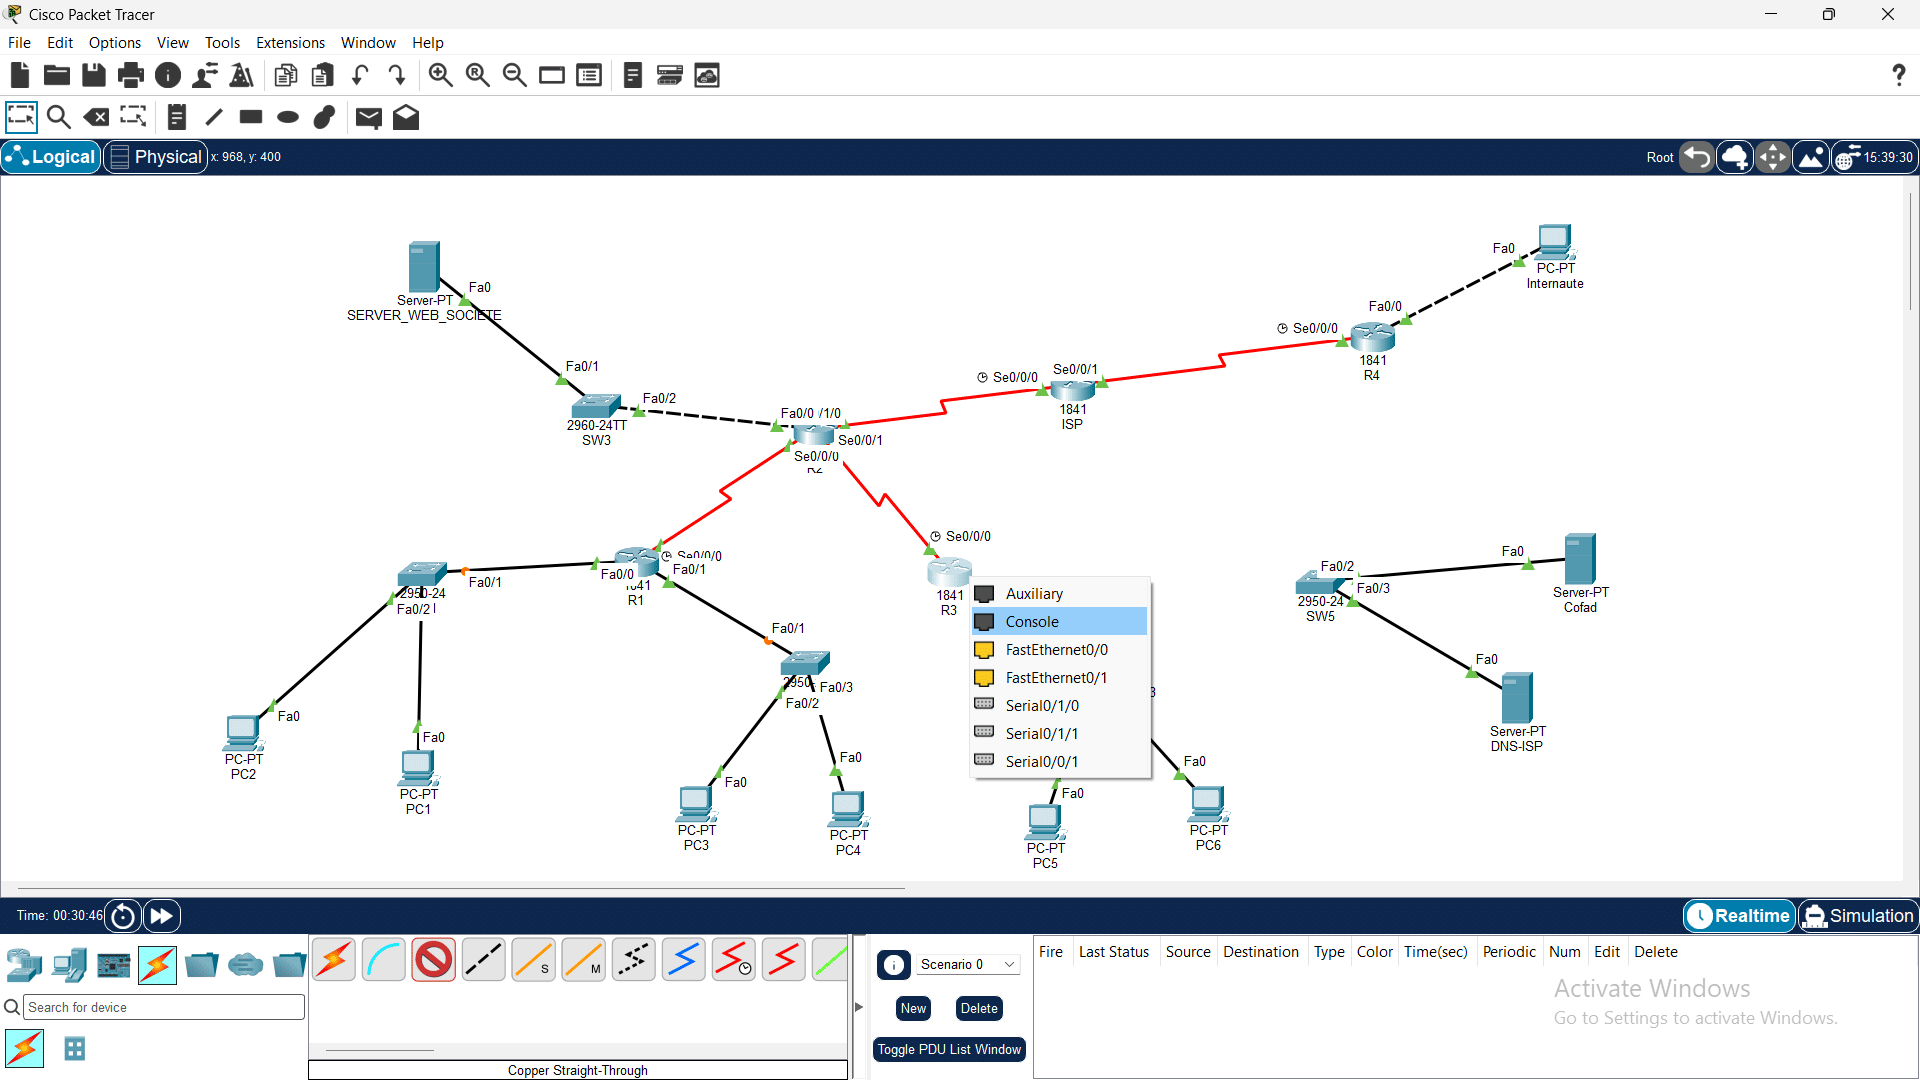 Cisco Packet Tracer
File Edit Options View Tools Extensions Window Help
Logical Physical x: 968, y: 400 Root 15:39:30
Fa0
PC-PT
Internaute
Fa0
Server-PT
SERVER_WEB_SOCIETE
Fa0/0
Se0/0/0
1841
R4
Fa0/1
Fa0/2
2960-24TT
SW3
Se0/0/0
Se0/0/1
1841
ISP
Fa0/0 /1/0
Se0/0/1
Se0/0/0
R2
Se0/0/0
1841
R3
Fa0/1
2950-24
Fa0/2
Fa0/0
Se0/0/0
Fa0/1
1841
R1
Auxiliary
Console
FastEthernet0/0
FastEthernet0/1
Serial0/1/0
Serial0/1/1
Serial0/0/1
Fa0/2
Fa0/3
2950-24
SW5
Fa0
Server-PT
Cofad
Fa0
Server-PT
DNS-ISP
Fa0/1
2950-
Fa0/3
Fa0/2
Fa0
PC-PT
PC2
Fa0
PC-PT
PC1
Fa0
PC-PT
PC3
Fa0
PC-PT
PC4
Fa0
PC-PT
PC5
Fa0
PC-PT
PC6
Time: 00:30:46 Realtime Simulation
Search for device
S
M
Copper Straight-Through
Scenario 0
New Delete
Toggle PDU List Window
Fire Last Status Source Destination Type Color Time(sec) Periodic Num Edit Delete
Activate Windows
Go to Settings to activate Windows.